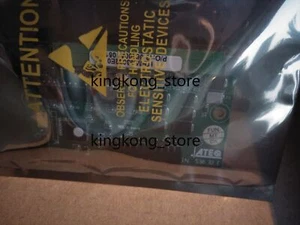 ATTENTION
OBSERVE PRECAUTIONS
FOR HANDLING
ELECTROSTATIC
SENSITIVE DEVICES
kingkong_store
kingkong_store